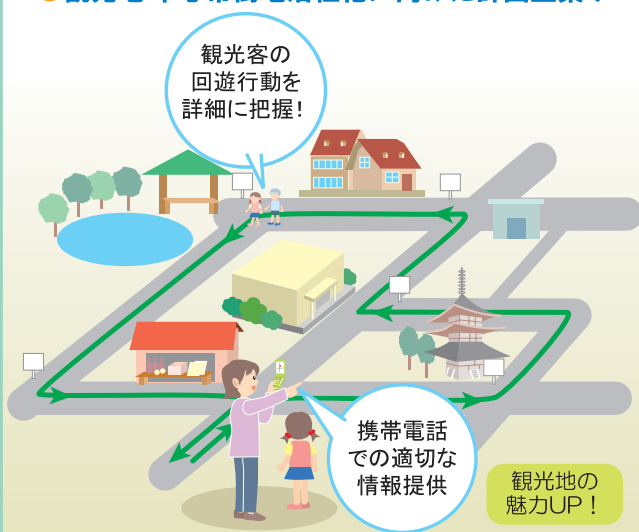 観光客の
回遊行動を
詳細に把握！
携帯電話
での適切な
情報提供
観光地の
魅力UP！